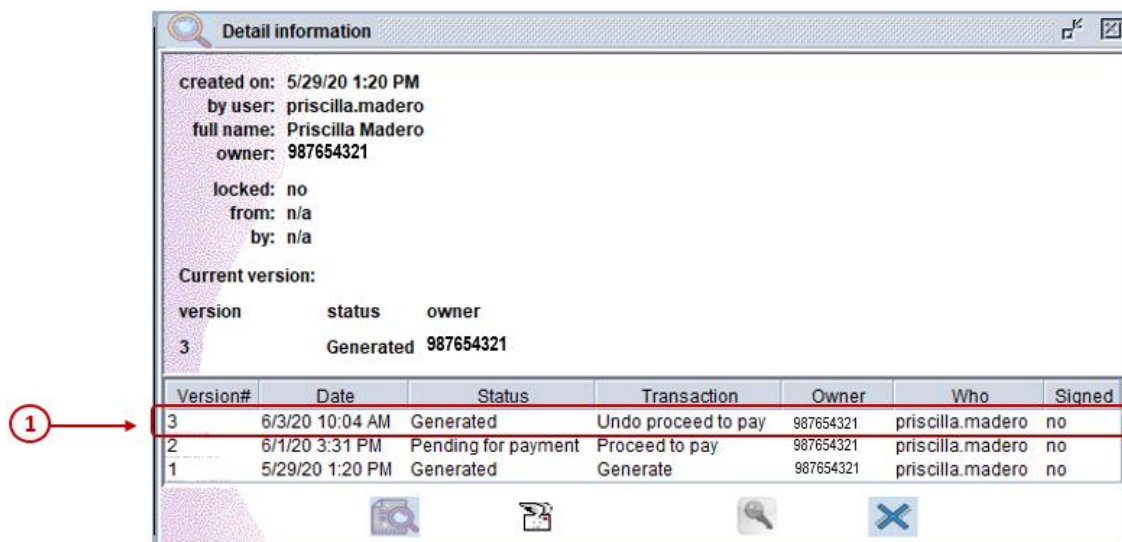 Detail information
created on: 5/29/20 1:20 PM
by user: priscilla.madero
full name: Priscilla Madero
owner: 987654321
locked: no
from: n/a
by: n/a
Current version:
version status owner
3 Generated 987654321
Version# Date Status Transaction Owner Who Signed
1
3 6/3/20 10:04 AM Generated Undo proceed to pay 987654321 priscilla.madero no
2 6/1/20 3:31 PM Pending for payment Proceed to pay 987654321 priscilla.madero no
1 5/29/20 1:20 PM Generated Generate 987654321 priscilla.madero no